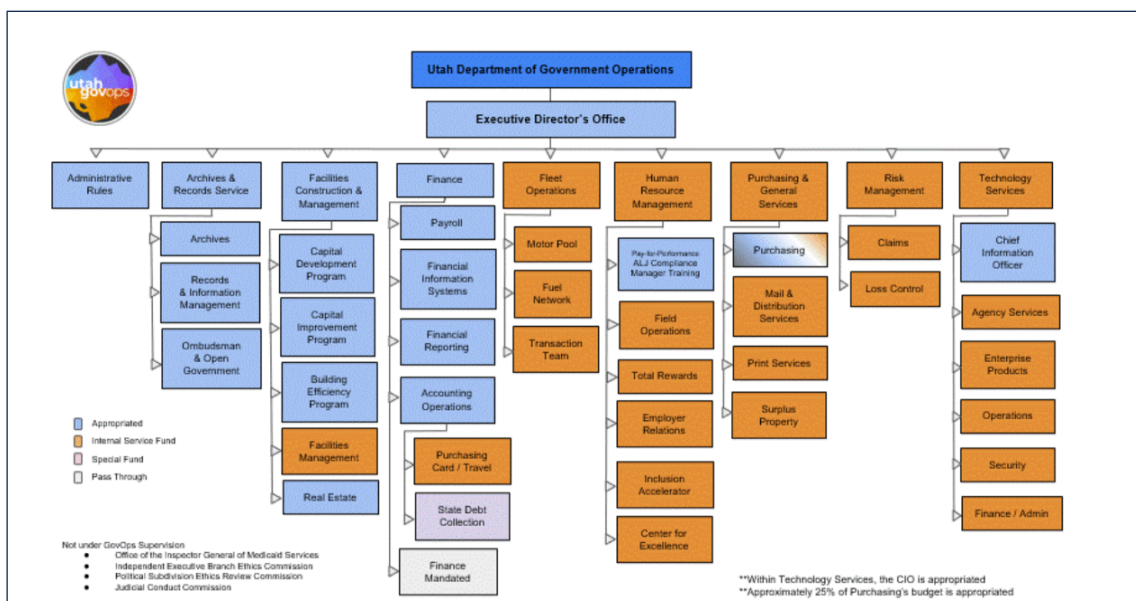 utah
govops
Utah Department of Government Operations
Executive Director's Office
Administrative
Rules
Archives &
Records Service
Archives
Records
& Information
Management
Ombudsman
& Open
Government
Facilities
Construction &
Management
Capital
Development
Program
Capital
Improvement
Program
Building
Efficiency
Program
Facilities
Management
Real Estate
Finance
Payroll
Financial
Information
Systems
Financial
Reporting
Accounting
Operations
Purchasing
Card / Travel
State Debt
Collection
Finance
Mandated
Fleet
Operations
Motor Pool
Fuel
Network
Transaction
Team
Human
Resource
Management
Pay-for-Performance
ALJ Compliance
Manager Training
Field
Operations
Total Rewards
Employer
Relations
Inclusion
Accelerator
Center for
Excellence
Purchasing &
General
Services
Purchasing
Mail &
Distribution
Services
Print Services
Surplus
Property
Risk
Management
Claims
Loss Control
Technology
Services
Chief
Information
Officer
Agency Services
Enterprise
Products
Operations
Security
Finance / Admin
Appropriated
Internal Service Fund
Special Fund
Pass Through
Not under GovOps Supervision
● Office of the Inspector General of Medicaid Services
● Independent Executive Branch Ethics Commission
● Political Subdivision Ethics Review Commission
● Judicial Conduct Commission
**Within Technology Services, the CIO is appropriated
**Approximately 25% of Purchasing's budget is appropriated